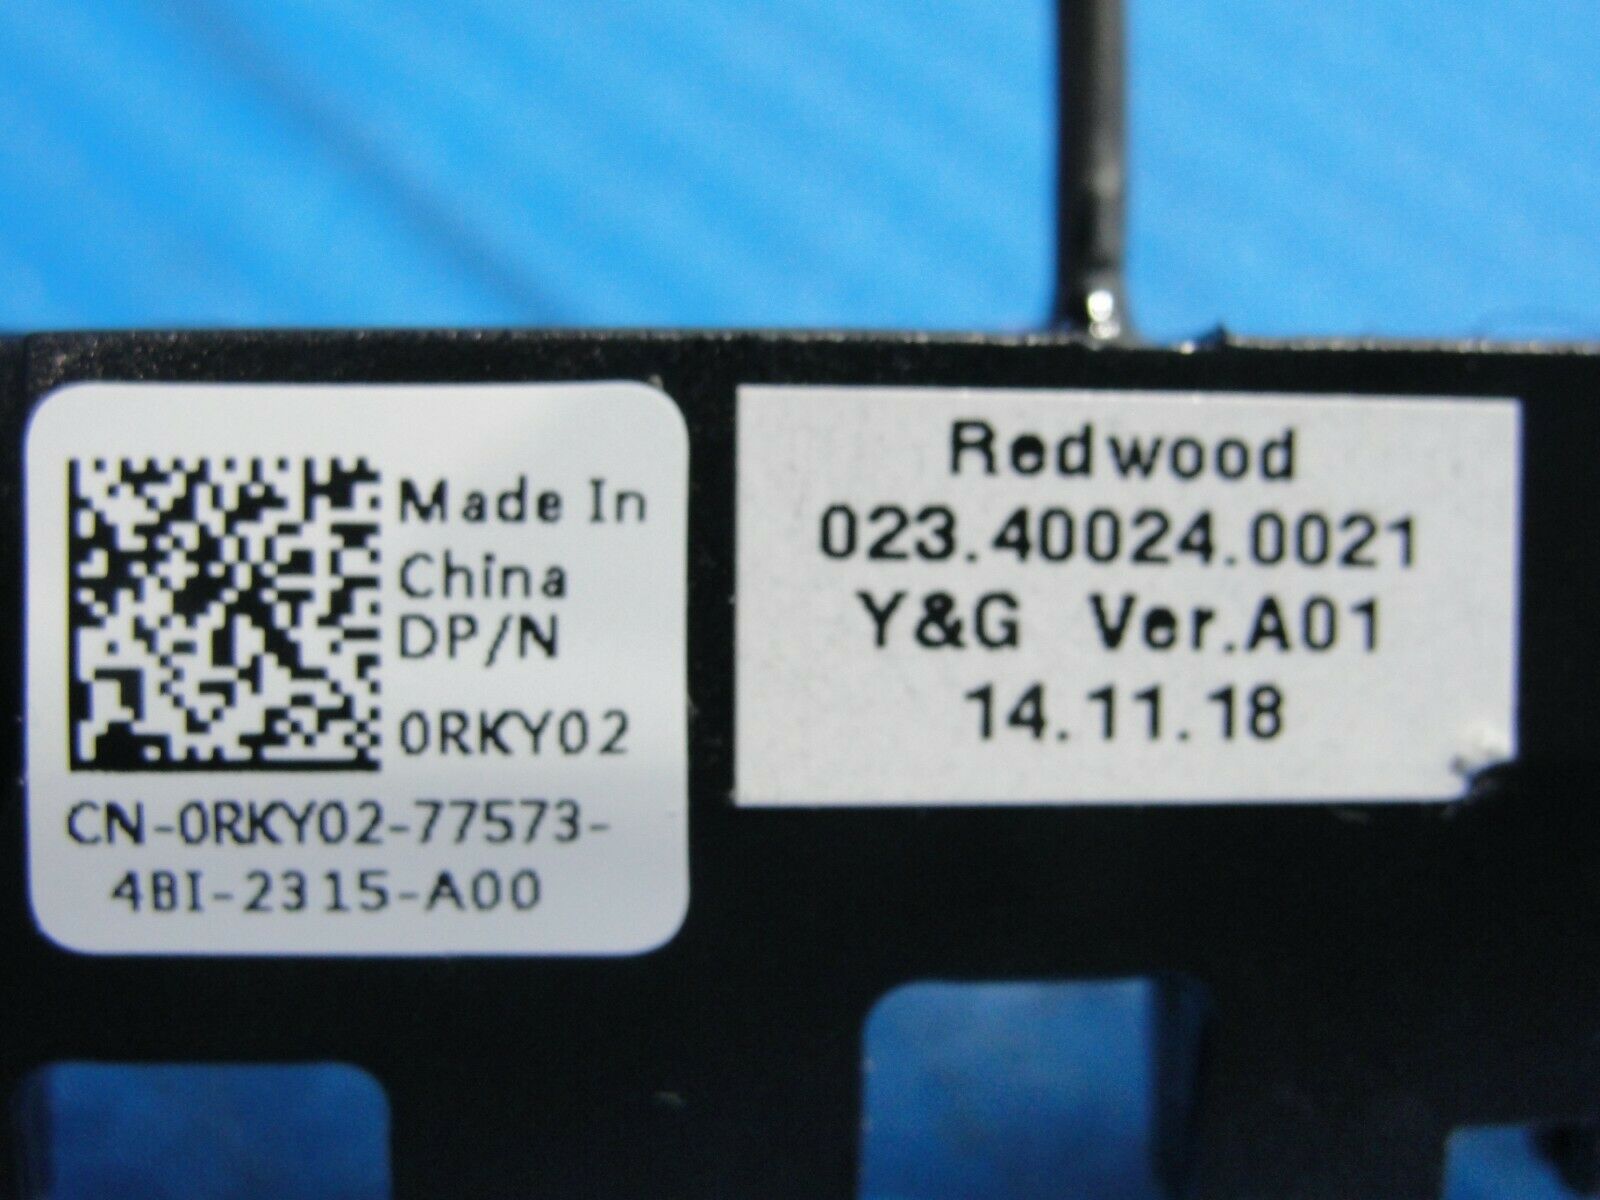 Made In
China
DP/N
0RKY02
CN-0RKY02-77573-
4BI-2315-A00
Redwood
023.40024.0021
Y&G Ver.A01
14.11.18